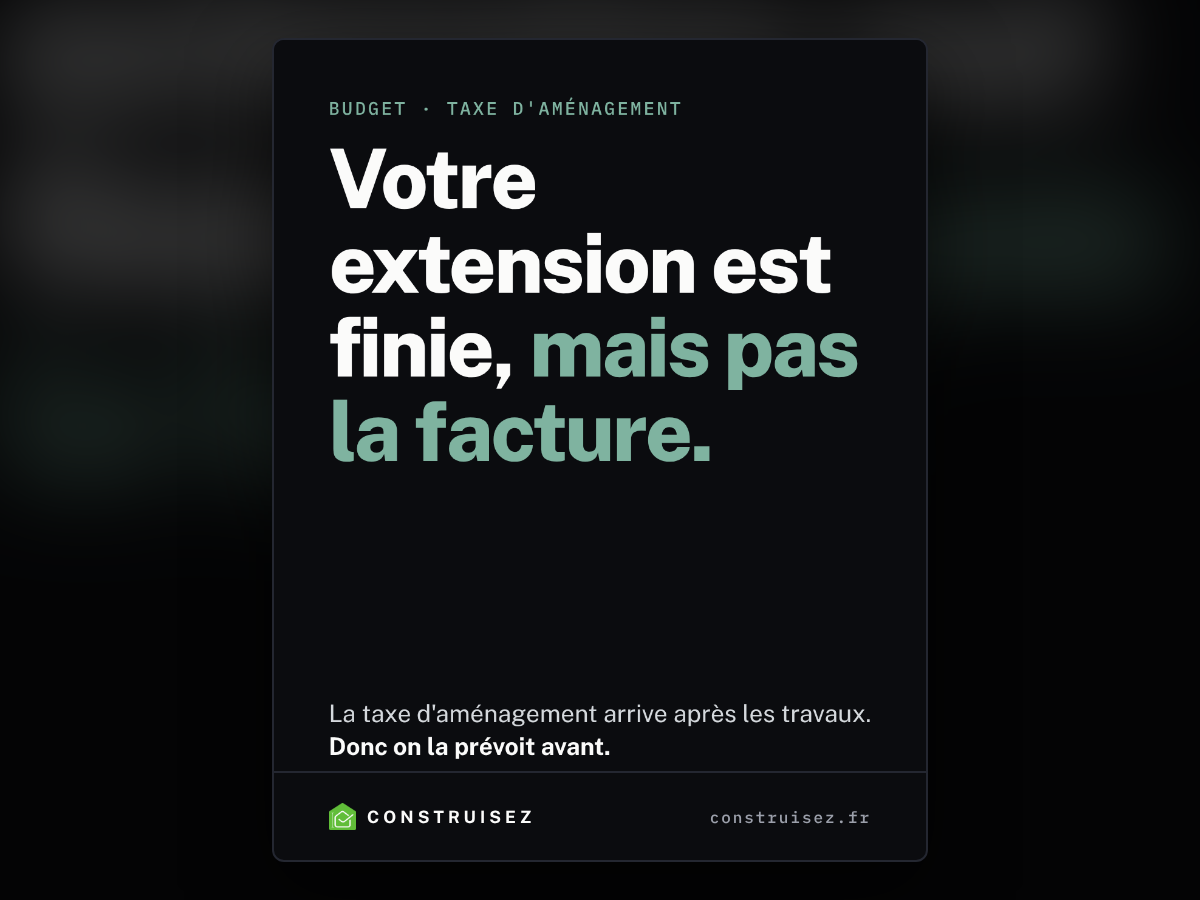 BUDGET · TAXE D'AMÉNAGEMENT
Votre
extension est
finie, mais pas
la facture.
La taxe d'aménagement arrive après les travaux.
Donc on la prévoit avant.
CONSTRUISEZ
construisez.fr